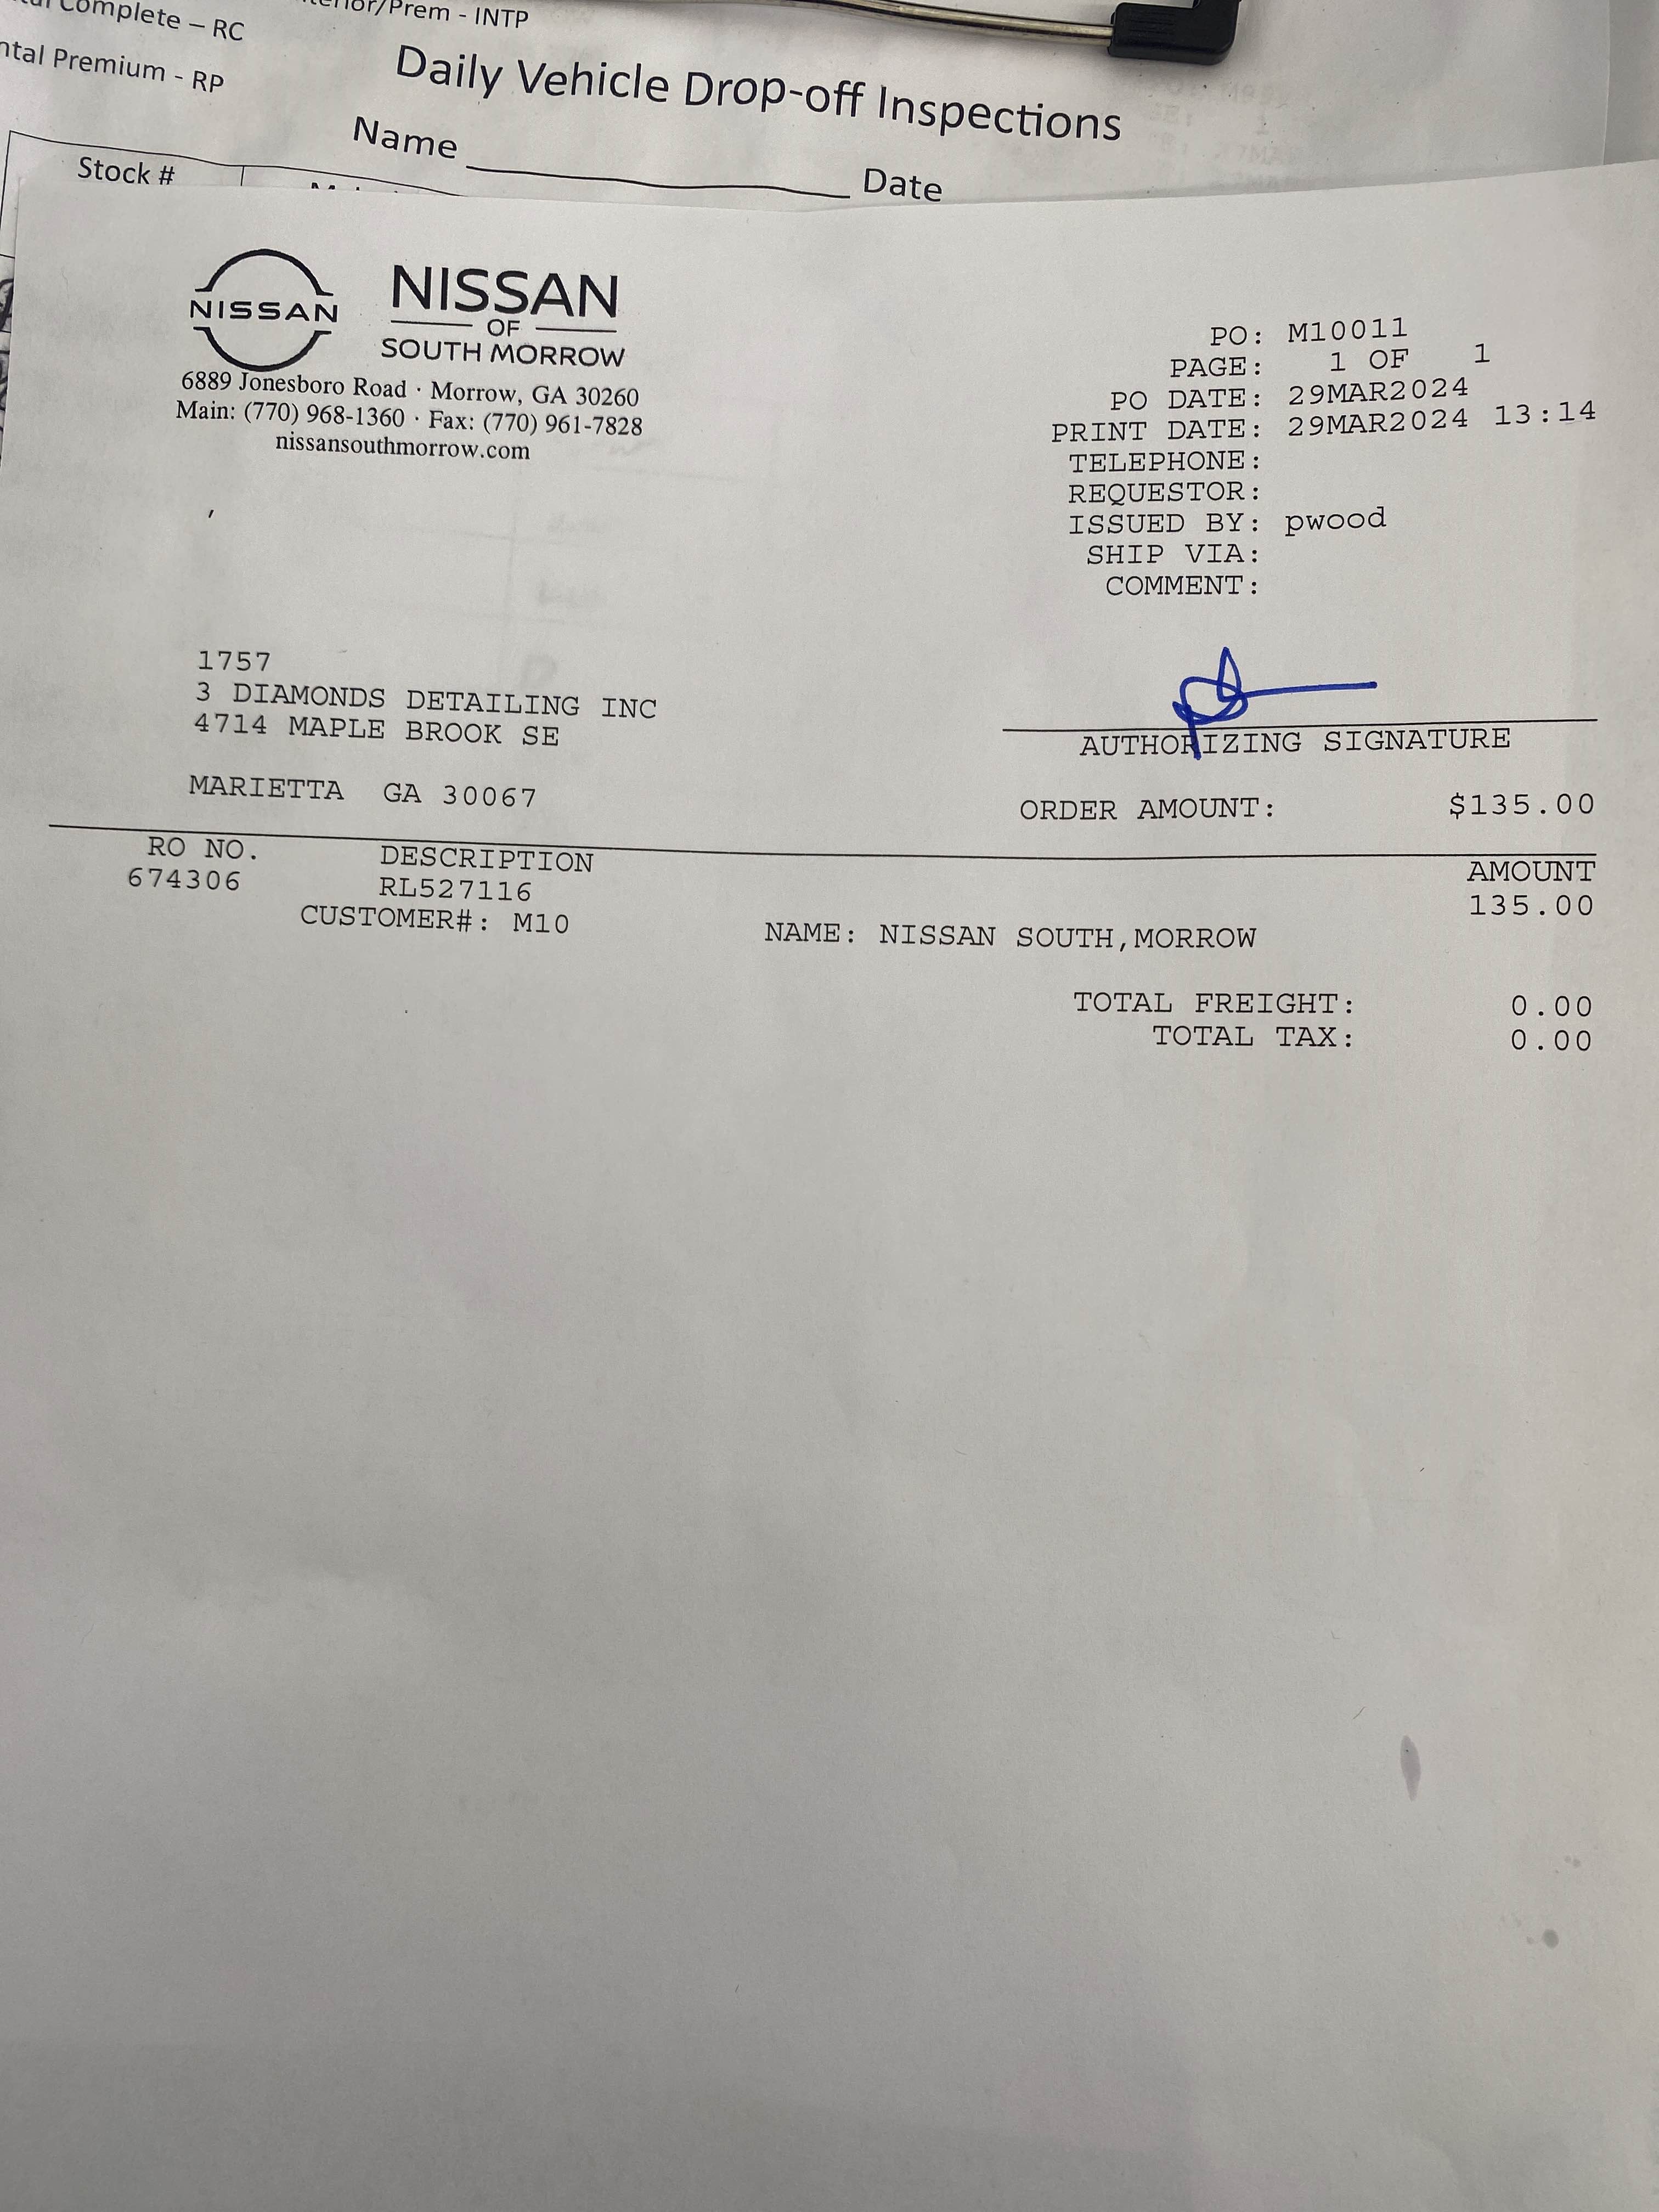 Complete – RC
/Prem - INTP
Premium - RP
Daily Vehicle Drop-off Inspections
Name Date
Stock #
NISSAN
NISSAN
OF
SOUTH MORROW
6889 Jonesboro Road · Morrow, GA 30260
Main: (770) 968-1360 · Fax: (770) 961-7828
nissansouthmorrow.com
PO: M10011
PAGE: 1 OF 1
PO DATE: 29MAR2024
PRINT DATE: 29MAR2024 13:14
TELEPHONE:
REQUESTOR:
ISSUED BY: pwood
SHIP VIA:
COMMENT:
1757
3 DIAMONDS DETAILING INC
4714 MAPLE BROOK SE
MARIETTA GA 30067
AUTHORIZING SIGNATURE
ORDER AMOUNT: $135.00
RO NO. DESCRIPTION AMOUNT
674306 RL527116 135.00
CUSTOMER#: M10 NAME: NISSAN SOUTH,MORROW
TOTAL FREIGHT: 0.00
TOTAL TAX: 0.00